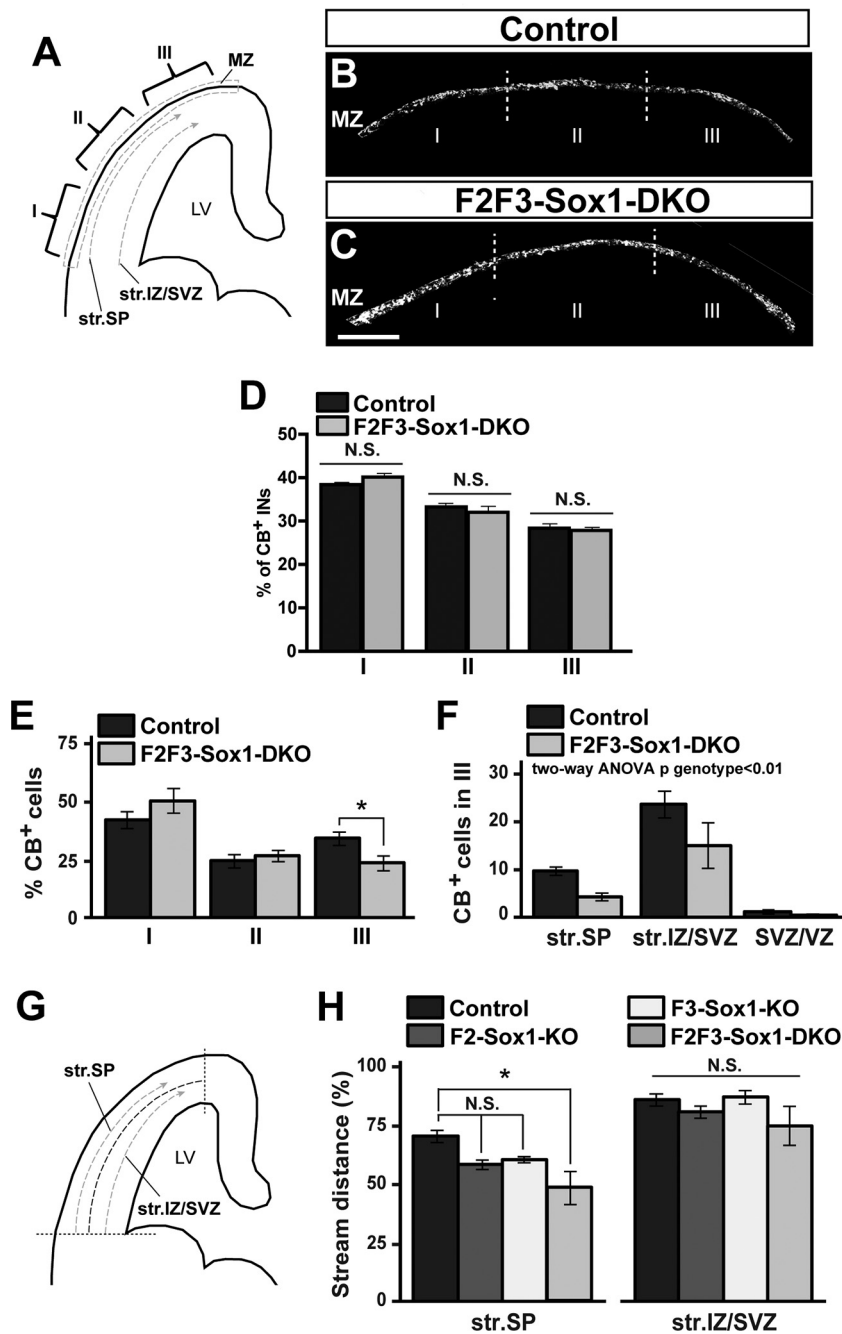 A
III
MZ
II
I
LV
str.IZ/SVZ
str.SP
Control
B
MZ
I
II
III
F2F3-Sox1-DKO
C
MZ
I
II
III
D
Control
F2F3-Sox1-DKO
% of CB+ INs
50
40
30
20
10
0
N.S.
N.S.
N.S.
I
II
III
E
Control
F2F3-Sox1-DKO
% CB+ cells
75
50
25
0
*
I
II
III
F
Control
F2F3-Sox1-DKO
two-way ANOVA p genotype<0.01
CB+ cells in III
30
20
10
0
str.SP
str.IZ/SVZ
SVZ/VZ
G
str.SP
LV
str.IZ/SVZ
H
Control
F2-Sox1-KO
F3-Sox1-KO
F2F3-Sox1-DKO
Stream distance (%)
100
75
50
25
0
*
N.S.
N.S.
str.SP
str.IZ/SVZ